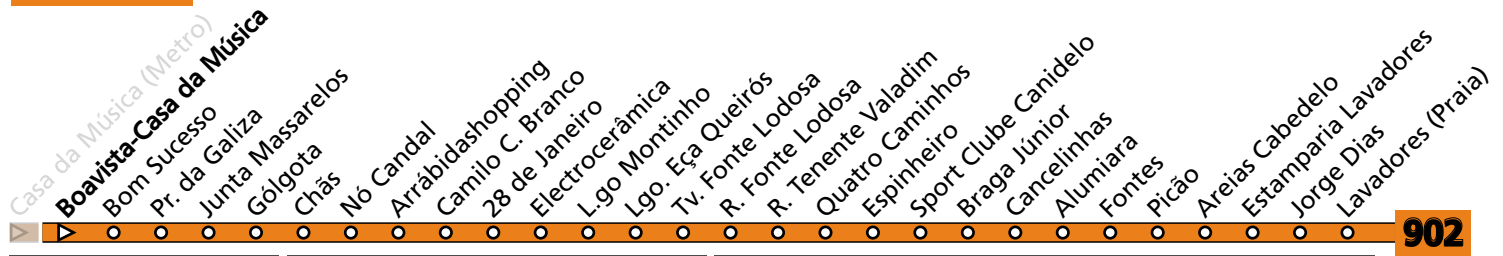 Casa da Música (Metro)
Boavista-Casa da Música
Bom Sucesso
Pr. da Galiza
Junta Massarelos
Gólgota
Chãs
Nó Candal
Arrábidashopping
Camilo C. Branco
28 de Janeiro
Electrocerâmica
L.go Montinho
Lgo. Eça Queirós
Tv. Fonte Lodosa
R. Fonte Lodosa
R. Tenente Valadim
Quatro Caminhos
Espinheiro
Sport Clube Canidelo
Braga Júnior
Cancelinhas
Alumiara
Fontes
Picão
Areias Cabedelo
Estamparia Lavadores
Jorge Dias
Lavadores (Praia)
902